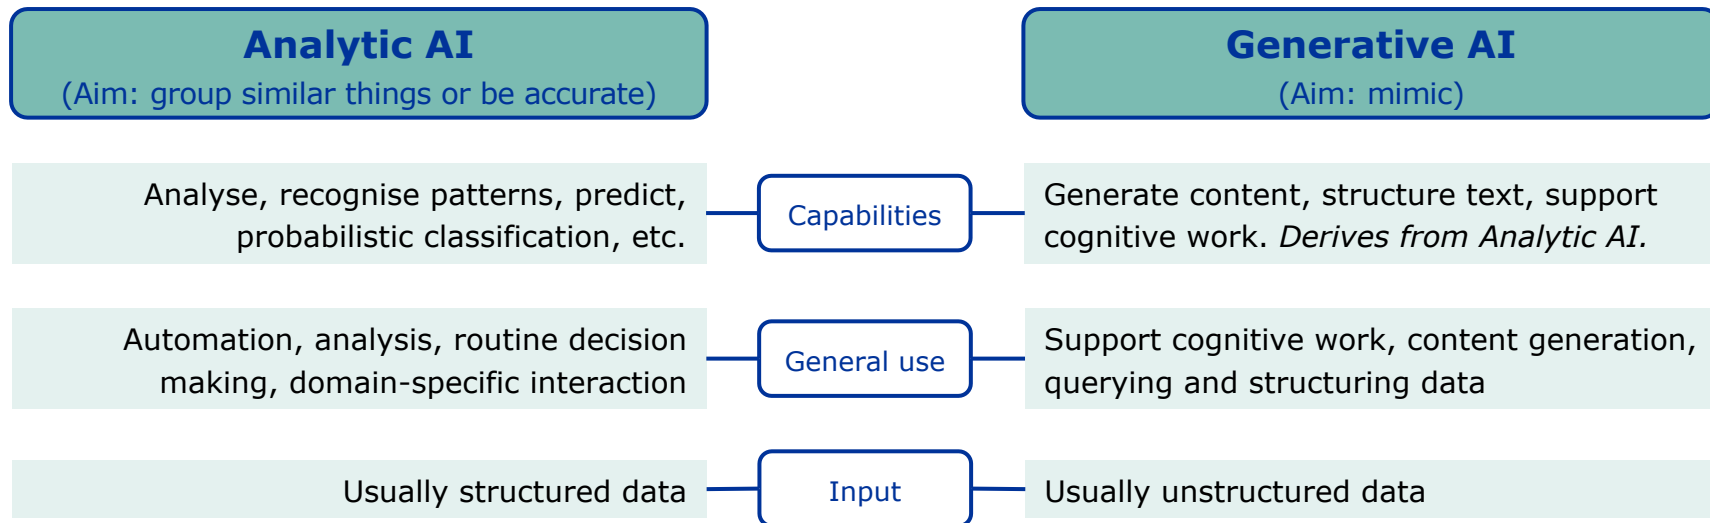 Analytic AI
(Aim: group similar things or be accurate)
Generative AI
(Aim: mimic)
Analyse, recognise patterns, predict,
probabilistic classification, etc.
Capabilities
Generate content, structure text, support
cognitive work. Derives from Analytic AI.
Automation, analysis, routine decision
making, domain-specific interaction
General use
Support cognitive work, content generation,
querying and structuring data
Usually structured data
Input
Usually unstructured data